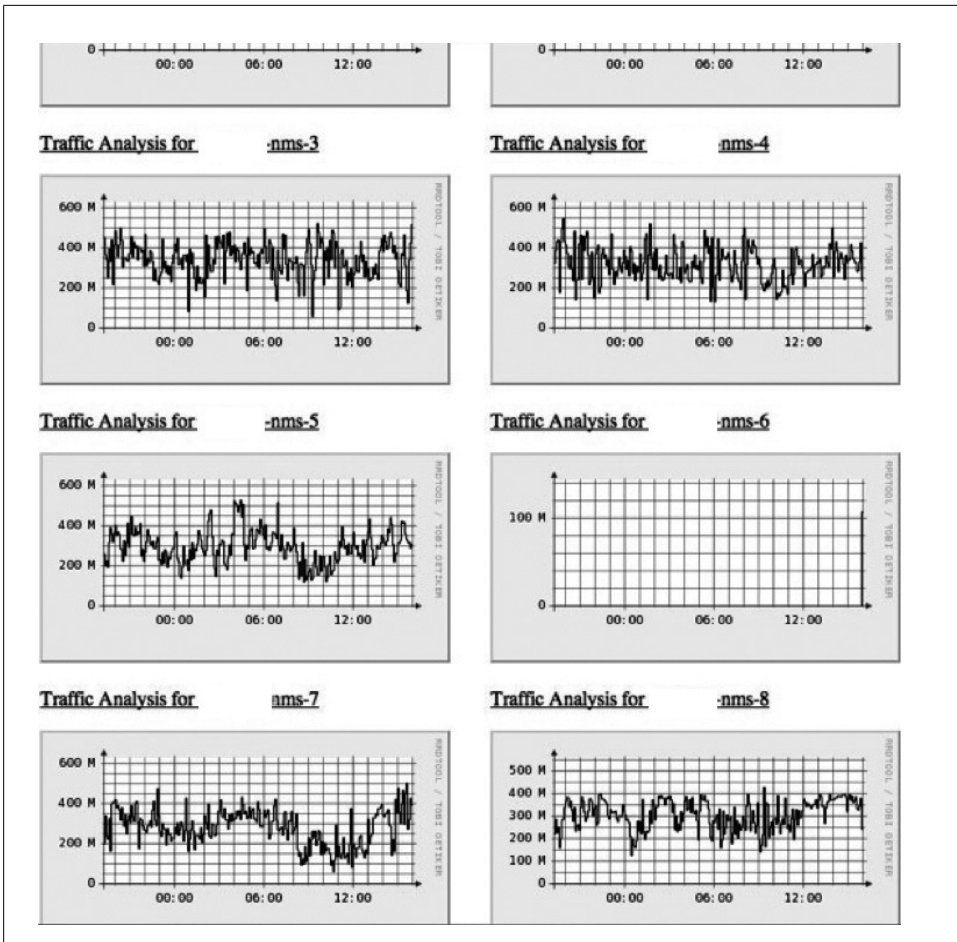 0
00:00 06:00 12:00
0
00:00 06:00 12:00
Traffic Analysis for -nms-3
600 M
400 M
200 M
0
00:00 06:00 12:00
RRDTOOL / TOBI OETIKER
Traffic Analysis for -nms-4
600 M
400 M
200 M
0
00:00 06:00 12:00
RRDTOOL / TOBI OETIKER
Traffic Analysis for -nms-5
600 M
400 M
200 M
0
00:00 06:00 12:00
RRDTOOL / TOBI OETIKER
Traffic Analysis for -nms-6
100 M
0
00:00 06:00 12:00
RRDTOOL / TOBI OETIKER
Traffic Analysis for nms-7
600 M
400 M
200 M
0
00:00 06:00 12:00
RRDTOOL / TOBI OETIKER
Traffic Analysis for -nms-8
500 M
400 M
300 M
200 M
100 M
0
00:00 06:00 12:00
RRDTOOL / TOBI OETIKER